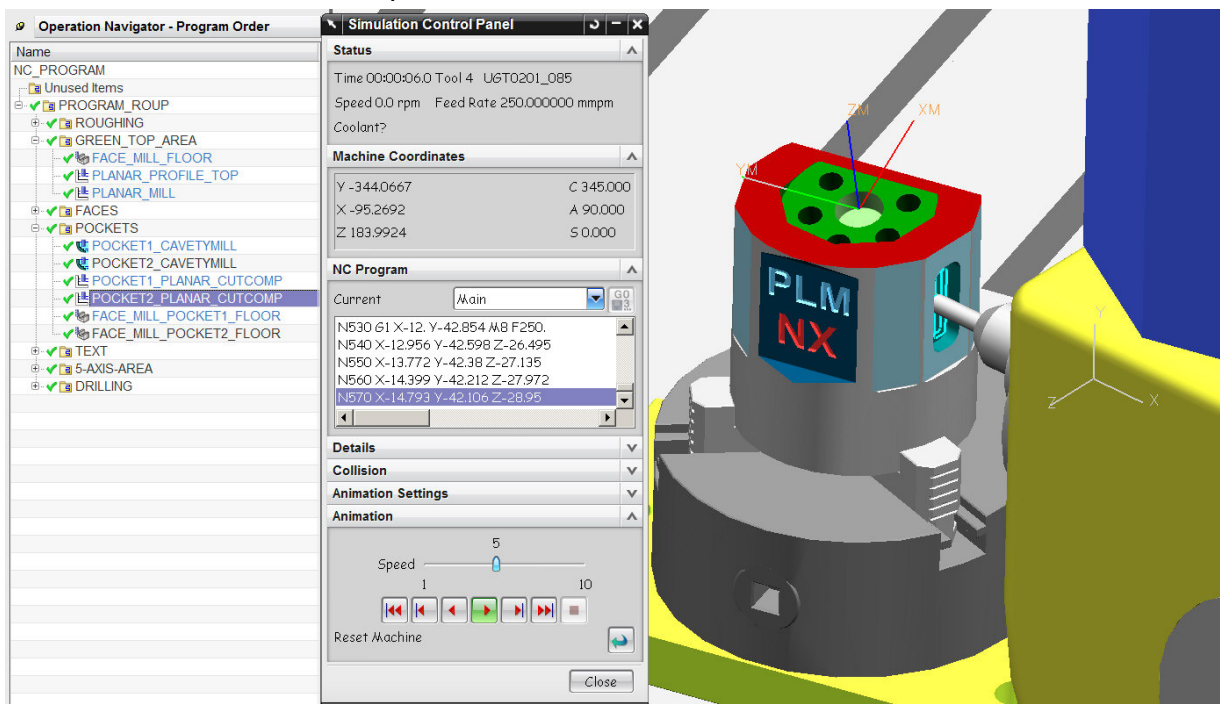 Operation Navigator - Program Order
Name
NC_PROGRAM
Unused Items
PROGRAM_ROUP
ROUGHING
GREEN_TOP_AREA
FACE_MILL_FLOOR
PLANAR_PROFILE_TOP
PLANAR_MILL
FACES
POCKETS
POCKET1_CAVETYMILL
POCKET2_CAVETYMILL
POCKET1_PLANAR_CUTCOMP
POCKET2_PLANAR_CUTCOMP
FACE_MILL_POCKET1_FLOOR
FACE_MILL_POCKET2_FLOOR
TEXT
5-AXIS-AREA
DRILLING
Simulation Control Panel
Status
Time 00:00:06.0 Tool 4 UGT0201_085
Speed 0.0 rpm Feed Rate 250.000000 mmpm
Coolant?
Machine Coordinates
Y -344.0667 C 345.000
X -95.2692 A 90.000
Z 183.9924 S 0.000
NC Program
Current Main
N530 G1 X-12. Y-42.854 M8 F250.
N540 X-12.956 Y-42.598 Z-26.495
N550 X-13.772 Y-42.38 Z-27.135
N560 X-14.399 Y-42.212 Z-27.972
N570 X-14.793 Y-42.106 Z-28.95
Details
Collision
Animation Settings
Animation
5
Speed
1 10
Reset Machine
Close
ZM XM
YM
PLM
NX
Y
Z X